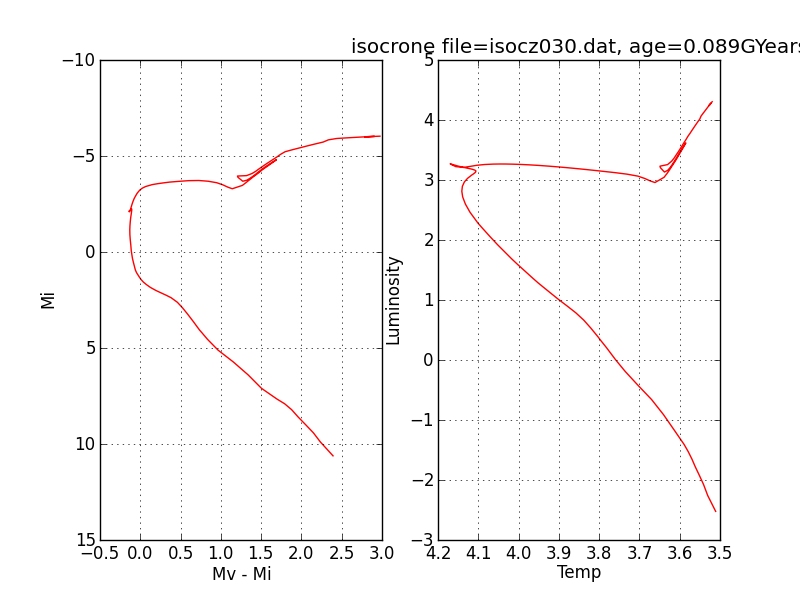 isocrone file=isocz030.dat, age=0.089GYears
−10
−5
0
5
10
15
Mi
−0.5 0.0 0.5 1.0 1.5 2.0 2.5 3.0
Mv - Mi
5
4
3
2
1
0
−1
−2
−3
Luminosity
4.2 4.1 4.0 3.9 3.8 3.7 3.6 3.5
Temp